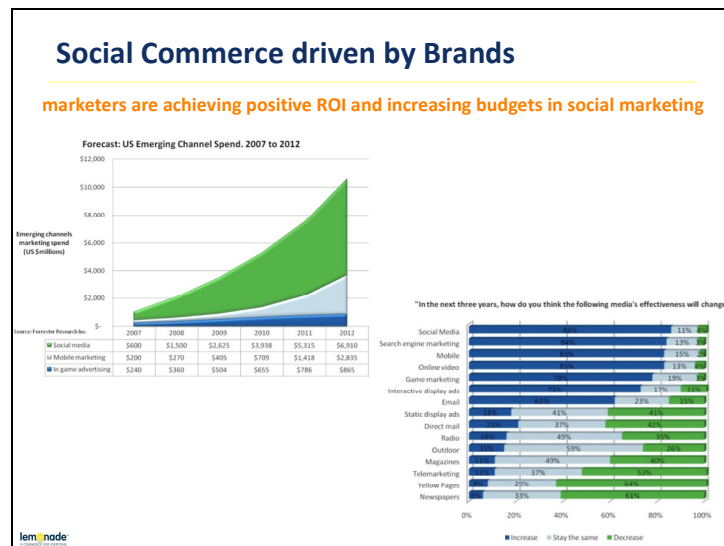 Social Commerce driven by Brands
marketers are achieving positive ROI and increasing budgets in social marketing
Forecast: US Emerging Channel Spend. 2007 to 2012
$12,000
$10,000
$8,000
$6,000
$4,000
$2,000
$-
Emerging channels
marketing spend
(US $millions)
Source: Forrester Research Inc.
2007 2008 2009 2010 2011 2012
Social media $600 $1,500 $2,625 $3,938 $5,315 $6,910
Mobile marketing $200 $270 $405 $709 $1,418 $2,835
In game advertising $240 $360 $504 $655 $786 $865
"In the next three years, how do you think the following media's effectiveness will change
Social Media 11%
Search engine marketing 84% 13%
Mobile 15% 2%
Online video 13%
Game marketing 78% 19%
Interactive display ads 17% 11%
Email 62% 23% 15%
Static display ads 18% 41% 41%
Direct mail 21% 37% 42%
Radio 16% 49% 35%
Outdoor 15% 59% 26%
Magazines 11% 49% 40%
Telemarketing 11% 37% 53%
Yellow Pages 8% 29% 64%
Newspapers 6% 33% 61%
0% 20% 40% 60% 80% 100%
Increase Stay the same Decrease
lemonade
E-COMMERCE FOR EVERYONE